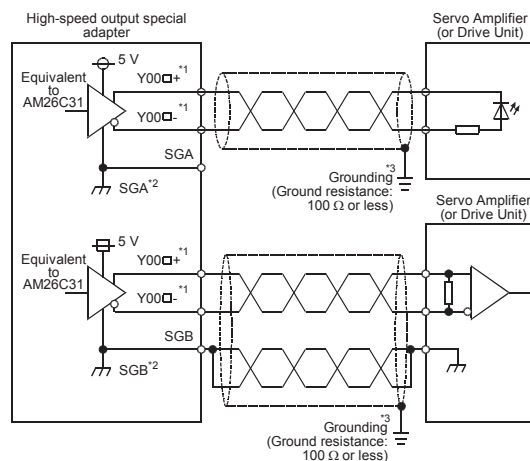 High-speed output special
adapter
Servo Amplifier
(or Drive Unit)
5 V
Equivalent
to
AM26C31
Y00□+*1
Y00□-*1
SGA
SGA*2
*3
Grounding
(Ground resistance:
100 Ω or less)
Servo Amplifier
(or Drive Unit)
5 V
Equivalent
to
AM26C31
Y00□+*1
Y00□-*1
SGB
SGB*2
*3
Grounding
(Ground resistance:
100 Ω or less)